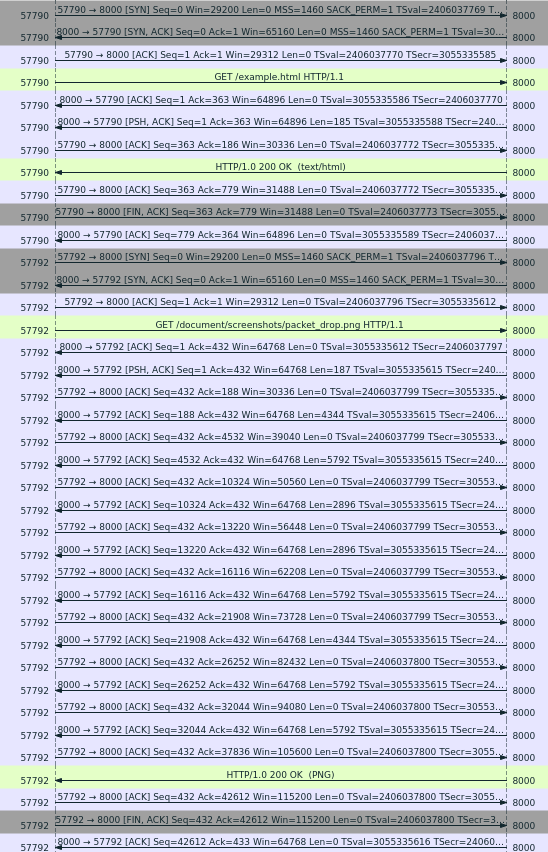 57790 57790 → 8000 [SYN] Seq=0 Win=29200 Len=0 MSS=1460 SACK_PERM=1 TSval=2406037769 T... 8000
57790 8000 → 57790 [SYN, ACK] Seq=0 Ack=1 Win=65160 Len=0 MSS=1460 SACK_PERM=1 TSval=30... 8000
57790 57790 → 8000 [ACK] Seq=1 Ack=1 Win=29312 Len=0 TSval=2406037770 TSecr=3055335585 8000
57790 GET /example.html HTTP/1.1 8000
57790 8000 → 57790 [ACK] Seq=1 Ack=363 Win=64896 Len=0 TSval=3055335586 TSecr=2406037770 8000
57790 8000 → 57790 [PSH, ACK] Seq=1 Ack=363 Win=64896 Len=185 TSval=3055335588 TSecr=240... 8000
57790 57790 → 8000 [ACK] Seq=363 Ack=186 Win=30336 Len=0 TSval=2406037772 TSecr=3055335... 8000
57790 HTTP/1.0 200 OK (text/html) 8000
57790 57790 → 8000 [ACK] Seq=363 Ack=779 Win=31488 Len=0 TSval=2406037772 TSecr=3055335... 8000
57790 57790 → 8000 [FIN, ACK] Seq=363 Ack=779 Win=31488 Len=0 TSval=2406037773 TSecr=3055... 8000
57790 8000 → 57790 [ACK] Seq=779 Ack=364 Win=64896 Len=0 TSval=3055335589 TSecr=2406037... 8000
57792 57792 → 8000 [SYN] Seq=0 Win=29200 Len=0 MSS=1460 SACK_PERM=1 TSval=2406037796 T... 8000
57792 8000 → 57792 [SYN, ACK] Seq=0 Ack=1 Win=65160 Len=0 MSS=1460 SACK_PERM=1 TSval=30... 8000
57792 57792 → 8000 [ACK] Seq=1 Ack=1 Win=29312 Len=0 TSval=2406037796 TSecr=3055335612 8000
57792 GET /document/screenshots/packet_drop.png HTTP/1.1 8000
57792 8000 → 57792 [ACK] Seq=1 Ack=432 Win=64768 Len=0 TSval=3055335612 TSecr=2406037797 8000
57792 8000 → 57792 [PSH, ACK] Seq=1 Ack=432 Win=64768 Len=187 TSval=3055335615 TSecr=240... 8000
57792 57792 → 8000 [ACK] Seq=432 Ack=188 Win=30336 Len=0 TSval=2406037799 TSecr=3055335... 8000
57792 8000 → 57792 [ACK] Seq=188 Ack=432 Win=64768 Len=4344 TSval=3055335615 TSecr=2406... 8000
57792 57792 → 8000 [ACK] Seq=432 Ack=4532 Win=39040 Len=0 TSval=2406037799 TSecr=305533... 8000
57792 8000 → 57792 [ACK] Seq=4532 Ack=432 Win=64768 Len=5792 TSval=3055335615 TSecr=240... 8000
57792 57792 → 8000 [ACK] Seq=432 Ack=10324 Win=50560 Len=0 TSval=2406037799 TSecr=30553... 8000
57792 8000 → 57792 [ACK] Seq=10324 Ack=432 Win=64768 Len=2896 TSval=3055335615 TSecr=24... 8000
57792 57792 → 8000 [ACK] Seq=432 Ack=13220 Win=56448 Len=0 TSval=2406037799 TSecr=30553... 8000
57792 8000 → 57792 [ACK] Seq=13220 Ack=432 Win=64768 Len=2896 TSval=3055335615 TSecr=24... 8000
57792 57792 → 8000 [ACK] Seq=432 Ack=16116 Win=62208 Len=0 TSval=2406037799 TSecr=30553... 8000
57792 8000 → 57792 [ACK] Seq=16116 Ack=432 Win=64768 Len=5792 TSval=3055335615 TSecr=24... 8000
57792 57792 → 8000 [ACK] Seq=432 Ack=21908 Win=73728 Len=0 TSval=2406037799 TSecr=30553... 8000
57792 8000 → 57792 [ACK] Seq=21908 Ack=432 Win=64768 Len=4344 TSval=3055335615 TSecr=24... 8000
57792 57792 → 8000 [ACK] Seq=432 Ack=26252 Win=82432 Len=0 TSval=2406037800 TSecr=30553... 8000
57792 8000 → 57792 [ACK] Seq=26252 Ack=432 Win=64768 Len=5792 TSval=3055335615 TSecr=24... 8000
57792 57792 → 8000 [ACK] Seq=432 Ack=32044 Win=94080 Len=0 TSval=2406037800 TSecr=30553... 8000
57792 8000 → 57792 [ACK] Seq=32044 Ack=432 Win=64768 Len=5792 TSval=3055335615 TSecr=24... 8000
57792 57792 → 8000 [ACK] Seq=432 Ack=37836 Win=105600 Len=0 TSval=2406037800 TSecr=3055... 8000
57792 HTTP/1.0 200 OK (PNG) 8000
57792 57792 → 8000 [ACK] Seq=432 Ack=42612 Win=115200 Len=0 TSval=2406037800 TSecr=3055... 8000
57792 57792 → 8000 [FIN, ACK] Seq=432 Ack=42612 Win=115200 Len=0 TSval=2406037800 TSecr=3... 8000
57792 8000 → 57792 [ACK] Seq=42612 Ack=433 Win=64768 Len=0 TSval=3055335616 TSecr=24060... 8000